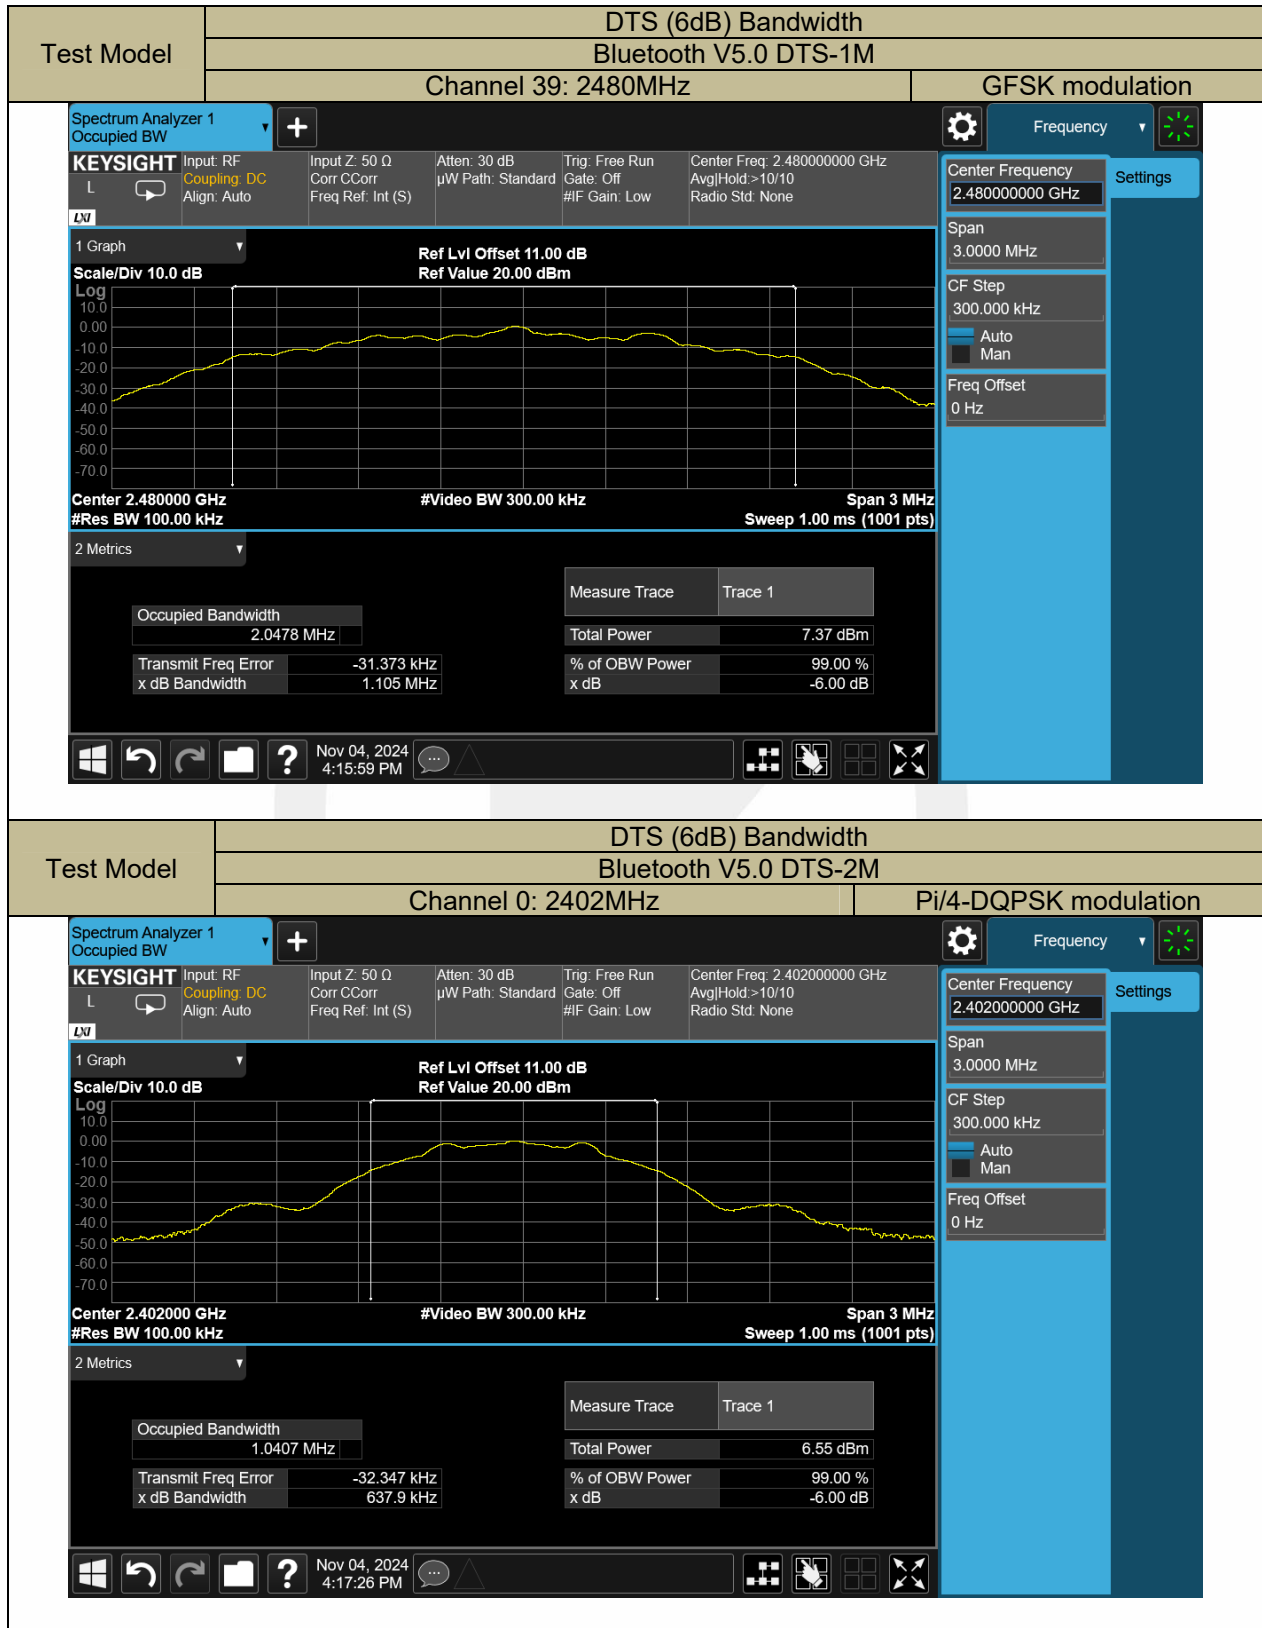 Test Model
DTS (6dB) Bandwidth
Bluetooth V5.0 DTS-1M
Channel 39: 2480MHz GFSK modulation
Spectrum Analyzer 1
Occupied BW
Frequency
KEYSIGHT
L
LXI
Input: RF
Coupling: DC
Align: Auto
Input Z: 50 Ω
Corr CCorr
Freq Ref: Int (S)
Atten: 30 dB
µW Path: Standard
Trig: Free Run
Gate: Off
#IF Gain: Low
Center Freq: 2.480000000 GHz
Avg|Hold:>10/10
Radio Std: None
Center Frequency
2.480000000 GHz
Settings
Span
3.0000 MHz
CF Step
300.000 kHz
Auto
Man
Freq Offset
0 Hz
1 Graph
Scale/Div 10.0 dB
Ref Lvl Offset 11.00 dB
Ref Value 20.00 dBm
Log
10.0
0.00
-10.0
-20.0
-30.0
-40.0
-50.0
-60.0
-70.0
Center 2.480000 GHz
#Res BW 100.00 kHz
#Video BW 300.00 kHz
Span 3 MHz
Sweep 1.00 ms (1001 pts)
2 Metrics
Measure Trace Trace 1
Occupied Bandwidth
2.0478 MHz
Total Power 7.37 dBm
Transmit Freq Error -31.373 kHz
% of OBW Power 99.00 %
x dB Bandwidth 1.105 MHz
x dB -6.00 dB
?
Nov 04, 2024
4:15:59 PM
Test Model
DTS (6dB) Bandwidth
Bluetooth V5.0 DTS-2M
Channel 0: 2402MHz Pi/4-DQPSK modulation
Spectrum Analyzer 1
Occupied BW
Frequency
KEYSIGHT
L
LXI
Input: RF
Coupling: DC
Align: Auto
Input Z: 50 Ω
Corr CCorr
Freq Ref: Int (S)
Atten: 30 dB
µW Path: Standard
Trig: Free Run
Gate: Off
#IF Gain: Low
Center Freq: 2.402000000 GHz
Avg|Hold:>10/10
Radio Std: None
Center Frequency
2.402000000 GHz
Settings
Span
3.0000 MHz
CF Step
300.000 kHz
Auto
Man
Freq Offset
0 Hz
1 Graph
Scale/Div 10.0 dB
Ref Lvl Offset 11.00 dB
Ref Value 20.00 dBm
Log
10.0
0.00
-10.0
-20.0
-30.0
-40.0
-50.0
-60.0
-70.0
Center 2.402000 GHz
#Res BW 100.00 kHz
#Video BW 300.00 kHz
Span 3 MHz
Sweep 1.00 ms (1001 pts)
2 Metrics
Measure Trace Trace 1
Occupied Bandwidth
1.0407 MHz
Total Power 6.55 dBm
Transmit Freq Error -32.347 kHz
% of OBW Power 99.00 %
x dB Bandwidth 637.9 kHz
x dB -6.00 dB
?
Nov 04, 2024
4:17:26 PM